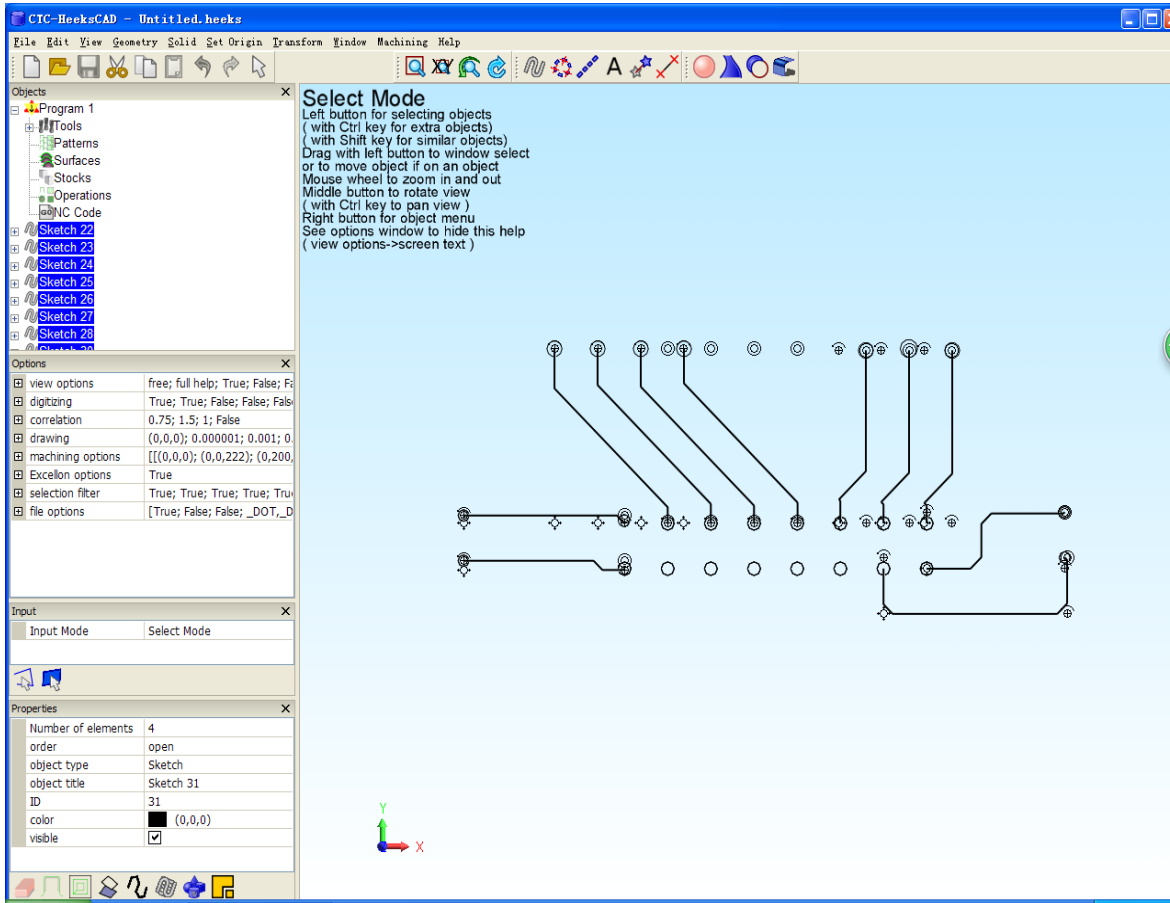 CTC-HeeksCAD - Untitled.heeks
File Edit View Geometry Solid Set Origin Transform Window Machining Help
Objects
Program 1
Tools
Patterns
Surfaces
Stocks
Operations
NC Code
Sketch 22
Sketch 23
Sketch 24
Sketch 25
Sketch 26
Sketch 27
Sketch 28
Options
view options free; full help; True; False; Fa
digitizing True; True; False; False; Fals
correlation 0.75; 1.5; 1; False
drawing (0,0,0); 0.000001; 0.001; 0.
machining options [[(0,0,0); (0,0,222); (0,200,
Excellon options True
selection filter True; True; True; True; Tru
file options [True; False; False; _DOT,_D
Input
Input Mode Select Mode
Properties
Number of elements 4
order open
object type Sketch
object title Sketch 31
ID 31
color (0,0,0)
visible
Select Mode
Left button for selecting objects
( with Ctrl key for extra objects)
( with Shift key for similar objects)
Drag with left button to window select
or to move object if on an object
Mouse wheel to zoom in and out
Middle button to rotate view
( with Ctrl key to pan view )
Right button for object menu
See options window to hide this help
( view options->screen text )
Y
X